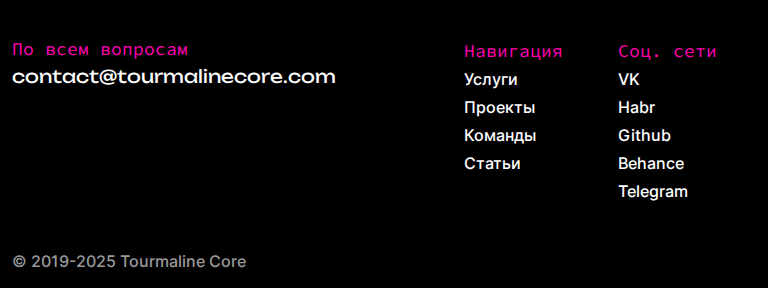 По всем вопросам
contact@tourmalinecore.com
Навигация
Услуги
Проекты
Команды
Статьи
Соц. сети
VK
Habr
Github
Behance
Telegram
© 2019-2025 Tourmaline Core